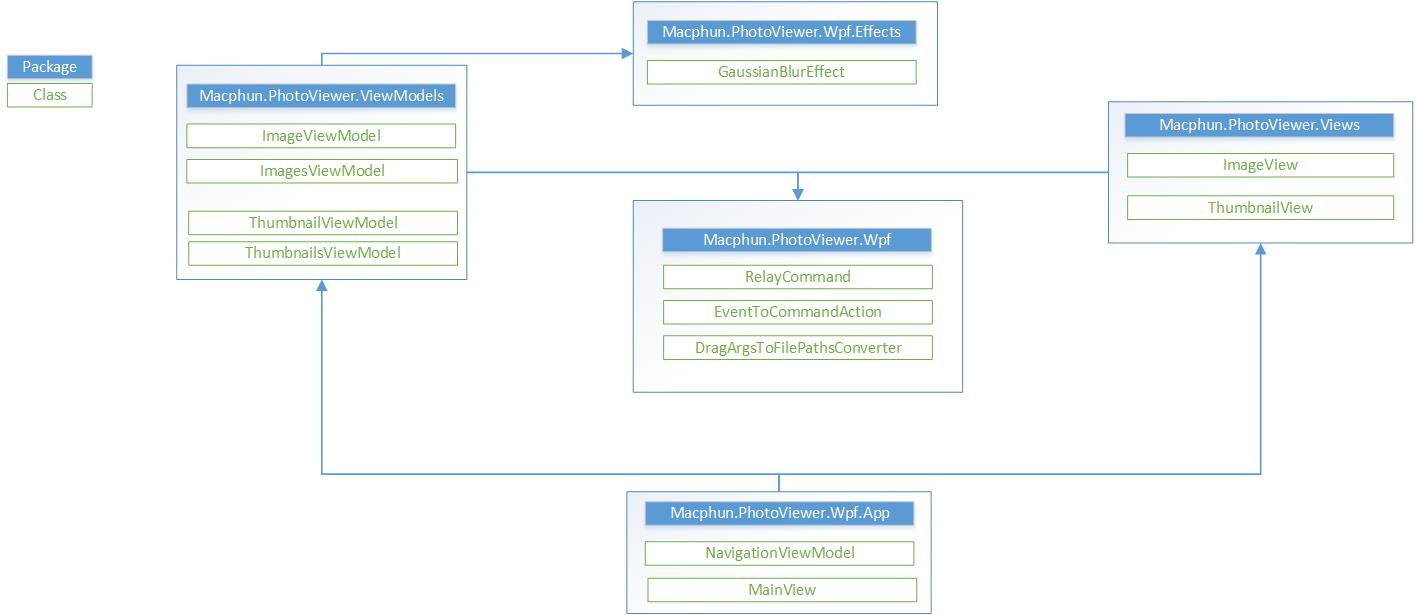 Package
Class
Macphun.PhotoViewer.ViewModels
ImageViewModel
ImagesViewModel
ThumbnailViewModel
ThumbnailsViewModel
Macphun.PhotoViewer.Wpf.Effects
GaussianBlurEffect
Macphun.PhotoViewer.Wpf
RelayCommand
EventToCommandAction
DragArgsToFilePathsConverter
Macphun.PhotoViewer.Views
ImageView
ThumbnailView
Macphun.PhotoViewer.Wpf.App
NavigationViewModel
MainView